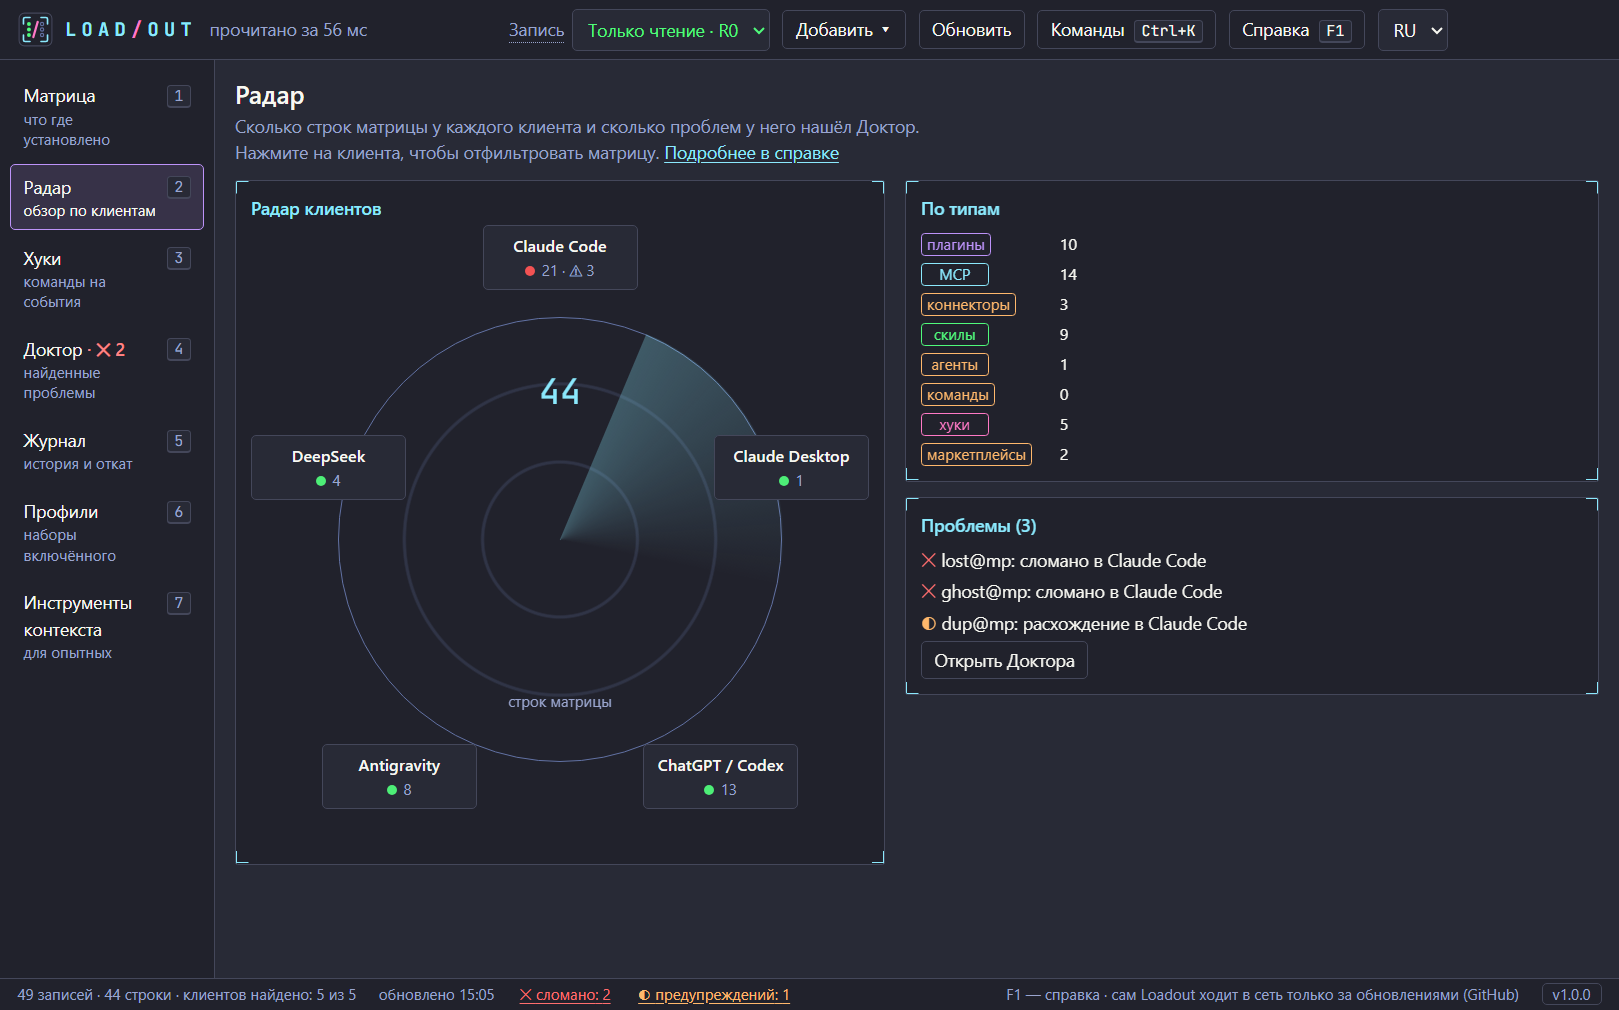 LOAD/OUT прочитано за 56 мс Запись Только чтение · R0 Добавить ▾ Обновить Команды Ctrl+K Справка F1 RU
Матрица 1
что где
установлено
Радар 2
обзор по клиентам
Хуки 3
команды на
события
Доктор · ✕ 2 4
найденные
проблемы
Журнал 5
история и откат
Профили 6
наборы
включённого
Инструменты 7
контекста
для опытных
Радар
Сколько строк матрицы у каждого клиента и сколько проблем у него нашёл Доктор.
Нажмите на клиента, чтобы отфильтровать матрицу. Подробнее в справке
Радар клиентов
Claude Code
21 · ⚠ 3
44
DeepSeek
4
Claude Desktop
1
строк матрицы
Antigravity
8
ChatGPT / Codex
13
По типам
плагины 10
MCP 14
коннекторы 3
скилы 9
агенты 1
команды 0
хуки 5
маркетплейсы 2
Проблемы (3)
✕ lost@mp: сломано в Claude Code
✕ ghost@mp: сломано в Claude Code
◐ dup@mp: расхождение в Claude Code
Открыть Доктора
49 записей · 44 строки · клиентов найдено: 5 из 5 обновлено 15:05 ✕ сломано: 2 ◐ предупреждений: 1 F1 — справка · сам Loadout ходит в сеть только за обновлениями (GitHub) v1.0.0